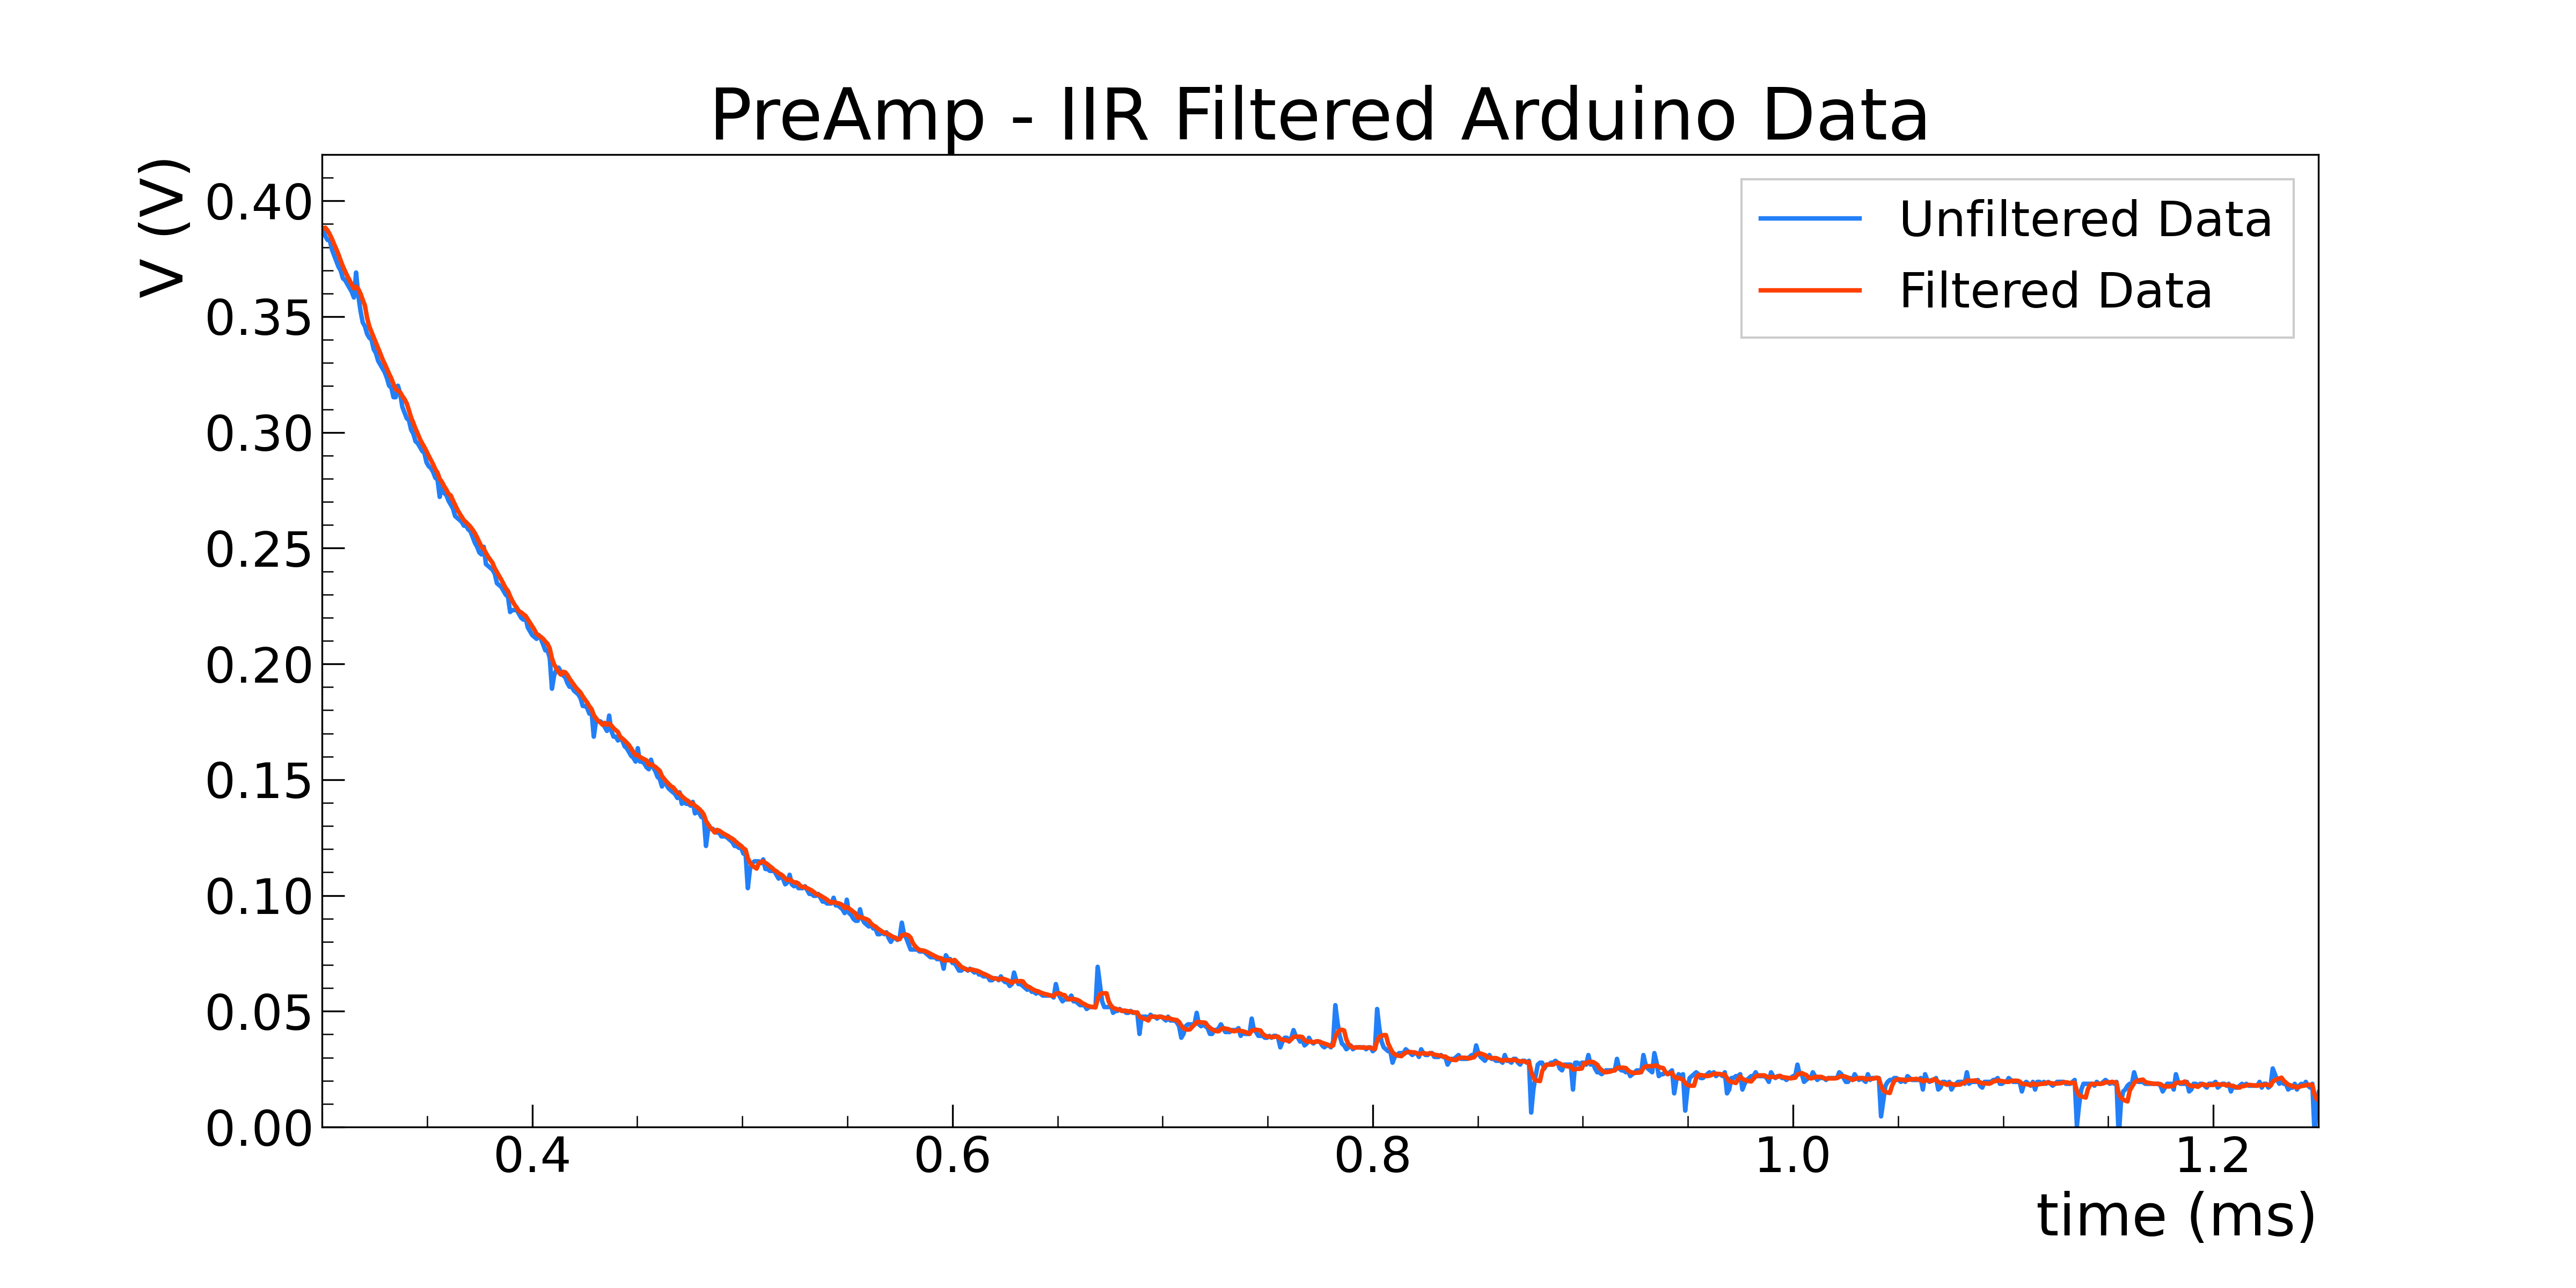 PreAmp - IIR Filtered Arduino Data
V (V)
0.40
0.35
0.30
0.25
0.20
0.15
0.10
0.05
0.00
Unfiltered Data
Filtered Data
0.4 0.6 0.8 1.0 1.2
time (ms)